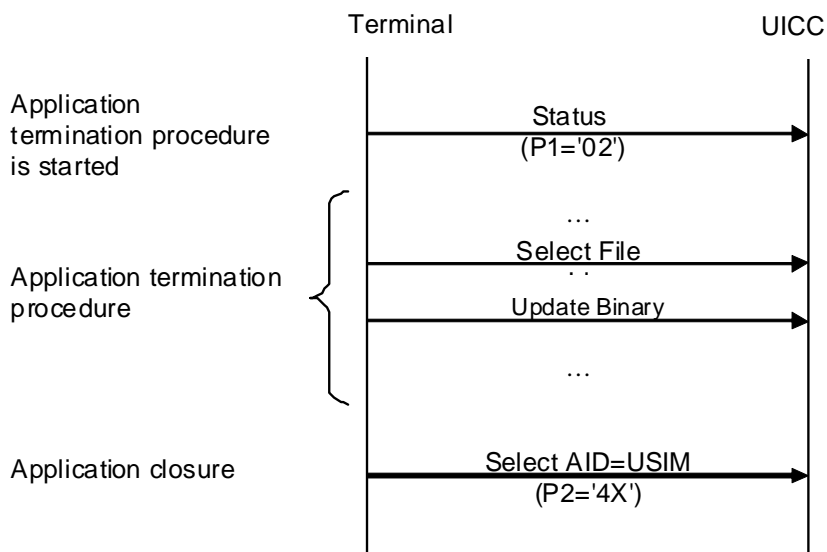 Terminal
UICC
Application
termination procedure
is started
Status
(P1='02')
...
Select File
. .
Application termination
procedure
Update Binary
...
Application closure
Select AID=USIM
(P2='4X')